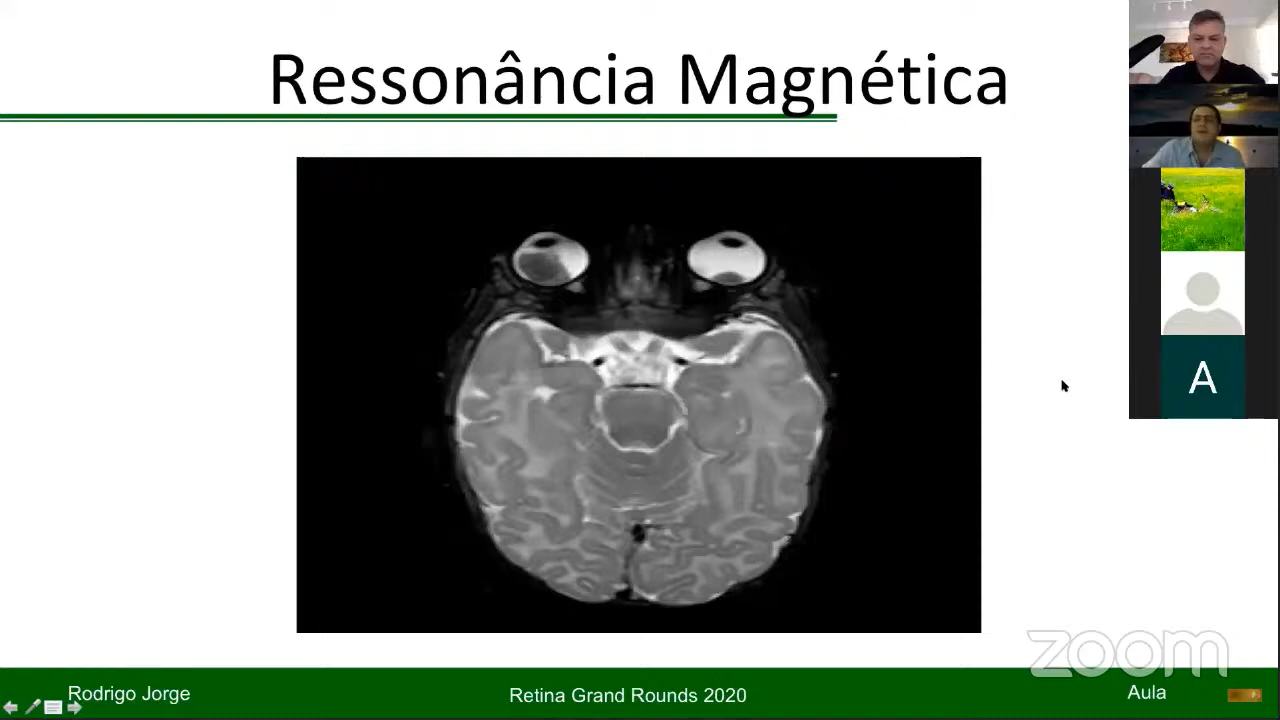 Ressonância Magnética
A
zoom
Rodrigo Jorge
Retina Grand Rounds 2020
Aula